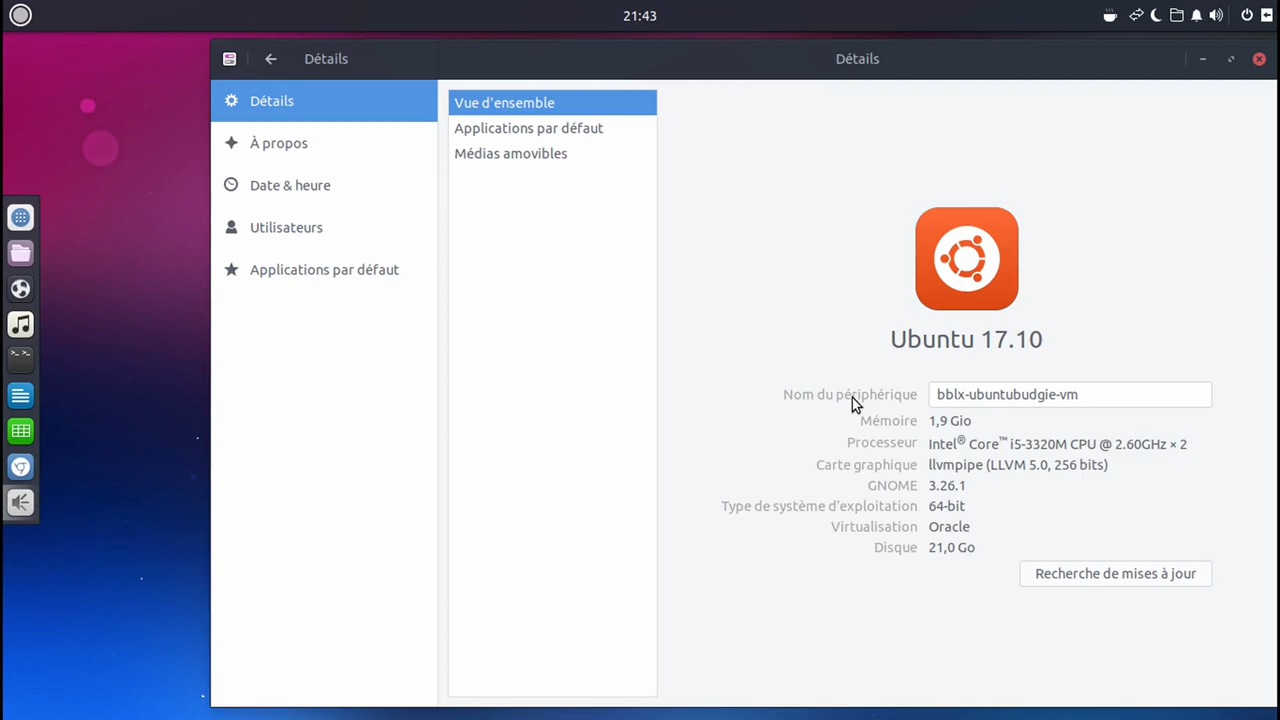 21:43
Détails
Détails
Détails
À propos
Date & heure
Utilisateurs
Applications par défaut
Vue d'ensemble
Applications par défaut
Médias amovibles
Ubuntu 17.10
Nom du périphérique bblx-ubuntubudgie-vm
Mémoire 1,9 Gio
Processeur Intel® Core™ i5-3320M CPU @ 2.60GHz × 2
Carte graphique llvmpipe (LLVM 5.0, 256 bits)
GNOME 3.26.1
Type de système d'exploitation 64-bit
Virtualisation Oracle
Disque 21,0 Go
Recherche de mises à jour